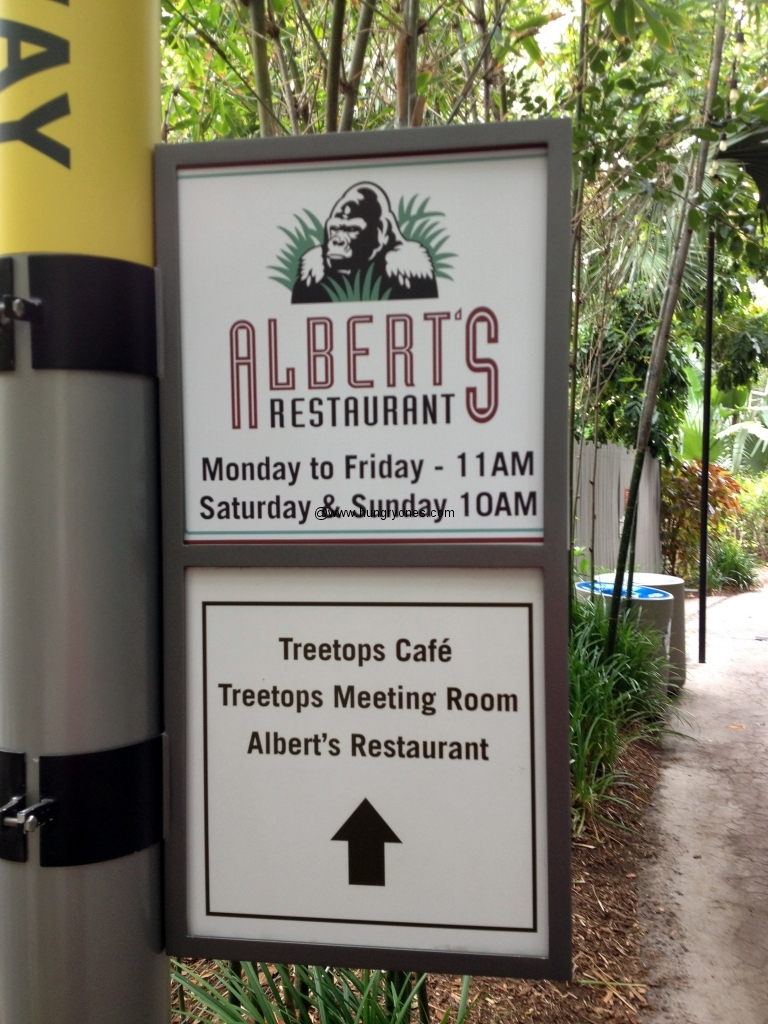 WAY
ALBERT'S
RESTAURANT
Monday to Friday - 11AM
Saturday & Sunday 10AM
@www.hungryones.com
Treetops Café
Treetops Meeting Room
Albert's Restaurant